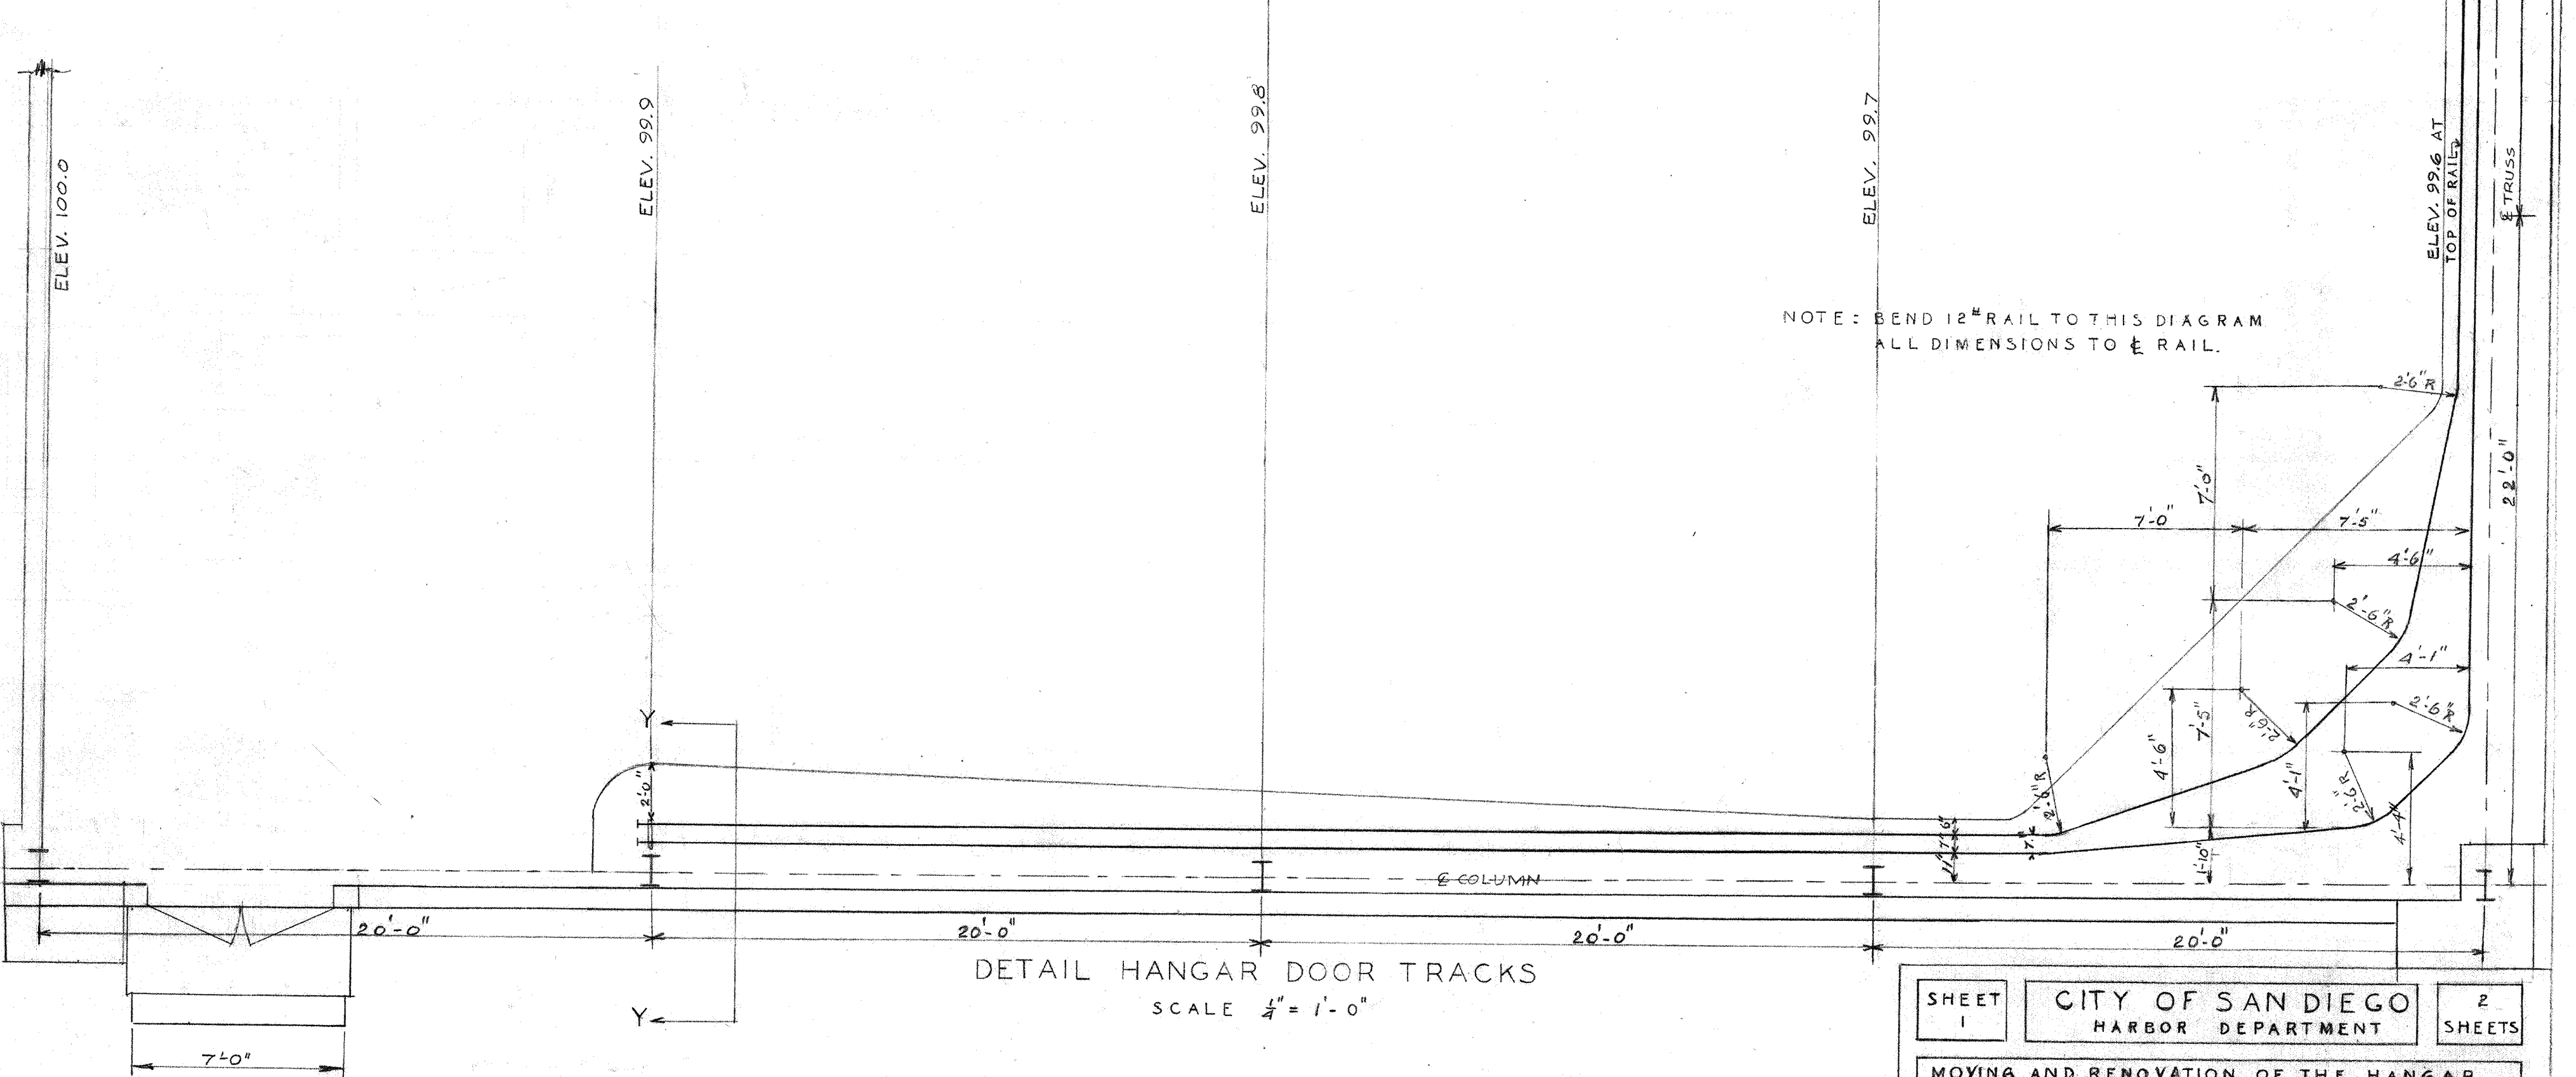 ELEV. 100.0
ELEV. 99.9
ELEV. 99.8
ELEV. 99.7
ELEV. 99.6 AT
TOP OF RAIL
℄ TRUSS
NOTE: BEND 12# RAIL TO THIS DIAGRAM
ALL DIMENSIONS TO ℄ RAIL.
2'-6" R
7'-0"
22'-0"
7'-0"
7'-5"
4'-6"
2'-6" R
4'-1"
2'-6" R
2'-6" R
7'-5"
4'-6"
4'-1"
2'-6" R
2'-6" R
4'-4"
1'-10"
Y
2'-0"
6"
7"
11"
7"
℄ COLUMN
20'-0"
20'-0"
20'-0"
20'-0"
DETAIL HANGAR DOOR TRACKS
SCALE ¼" = 1'-0"
Y
7'-0"
SHEET
1
CITY OF SAN DIEGO
HARBOR DEPARTMENT
2
SHEETS
MOVING AND RENOVATION OF THE HANGAR